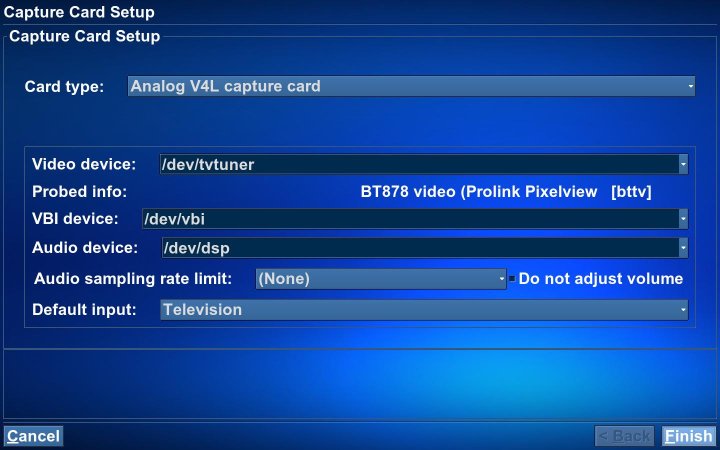 Capture Card Setup
Capture Card Setup
Card type: Analog V4L capture card
Video device: /dev/tvtuner
Probed info: BT878 video (Prolink Pixelview [bttv]
VBI device: /dev/vbi
Audio device: /dev/dsp
Audio sampling rate limit: (None) Do not adjust volume
Default input: Television
Cancel < Back Finish